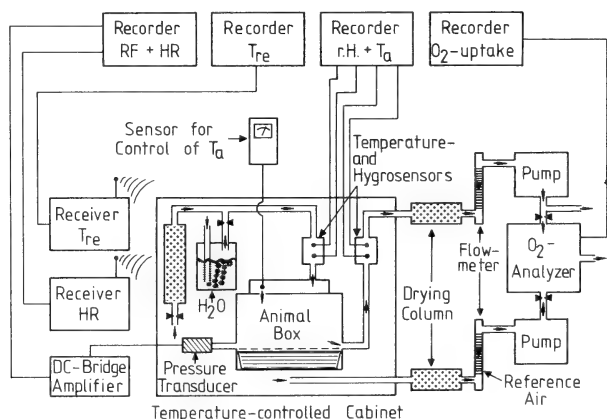 Recorder
RF + HR
Recorder
Tre
Recorder
r.H. + Ta
Recorder
O2-uptake
Sensor for
Control of Ta
Temperature-
and
Hygrosensors
Pump
Receiver
Tre
O2-
Analyzer
Flow-
meter
Receiver
HR
H2O
Drying
Column
Animal
Box
Pump
DC-Bridge
Amplifier
Pressure
Transducer
Reference
Air
Temperature-controlled Cabinet